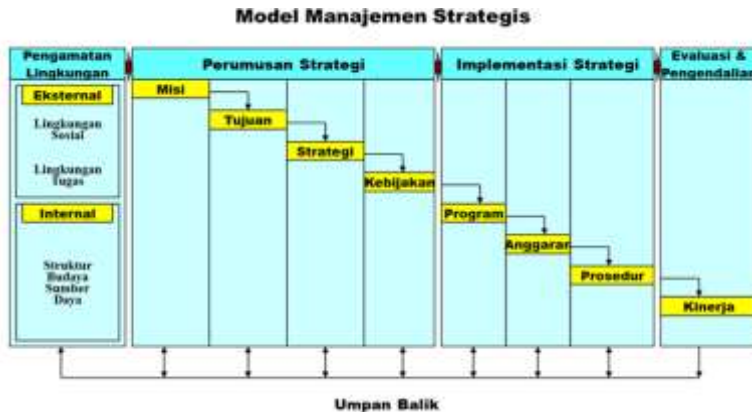 Model Manajemen Strategis
Pengamatan
Lingkungan
Perumusan Strategi
Implementasi Strategi
Evaluasi &
Pengendalian
Eksternal
Lingkungan
Sosial
Lingkungan
Tugas
Internal
Struktur
Budaya
Sumber
Daya
Misi
Tujuan
Strategi
Kebijakan
Program
Anggaran
Prosedur
Kinerja
Umpan Balik